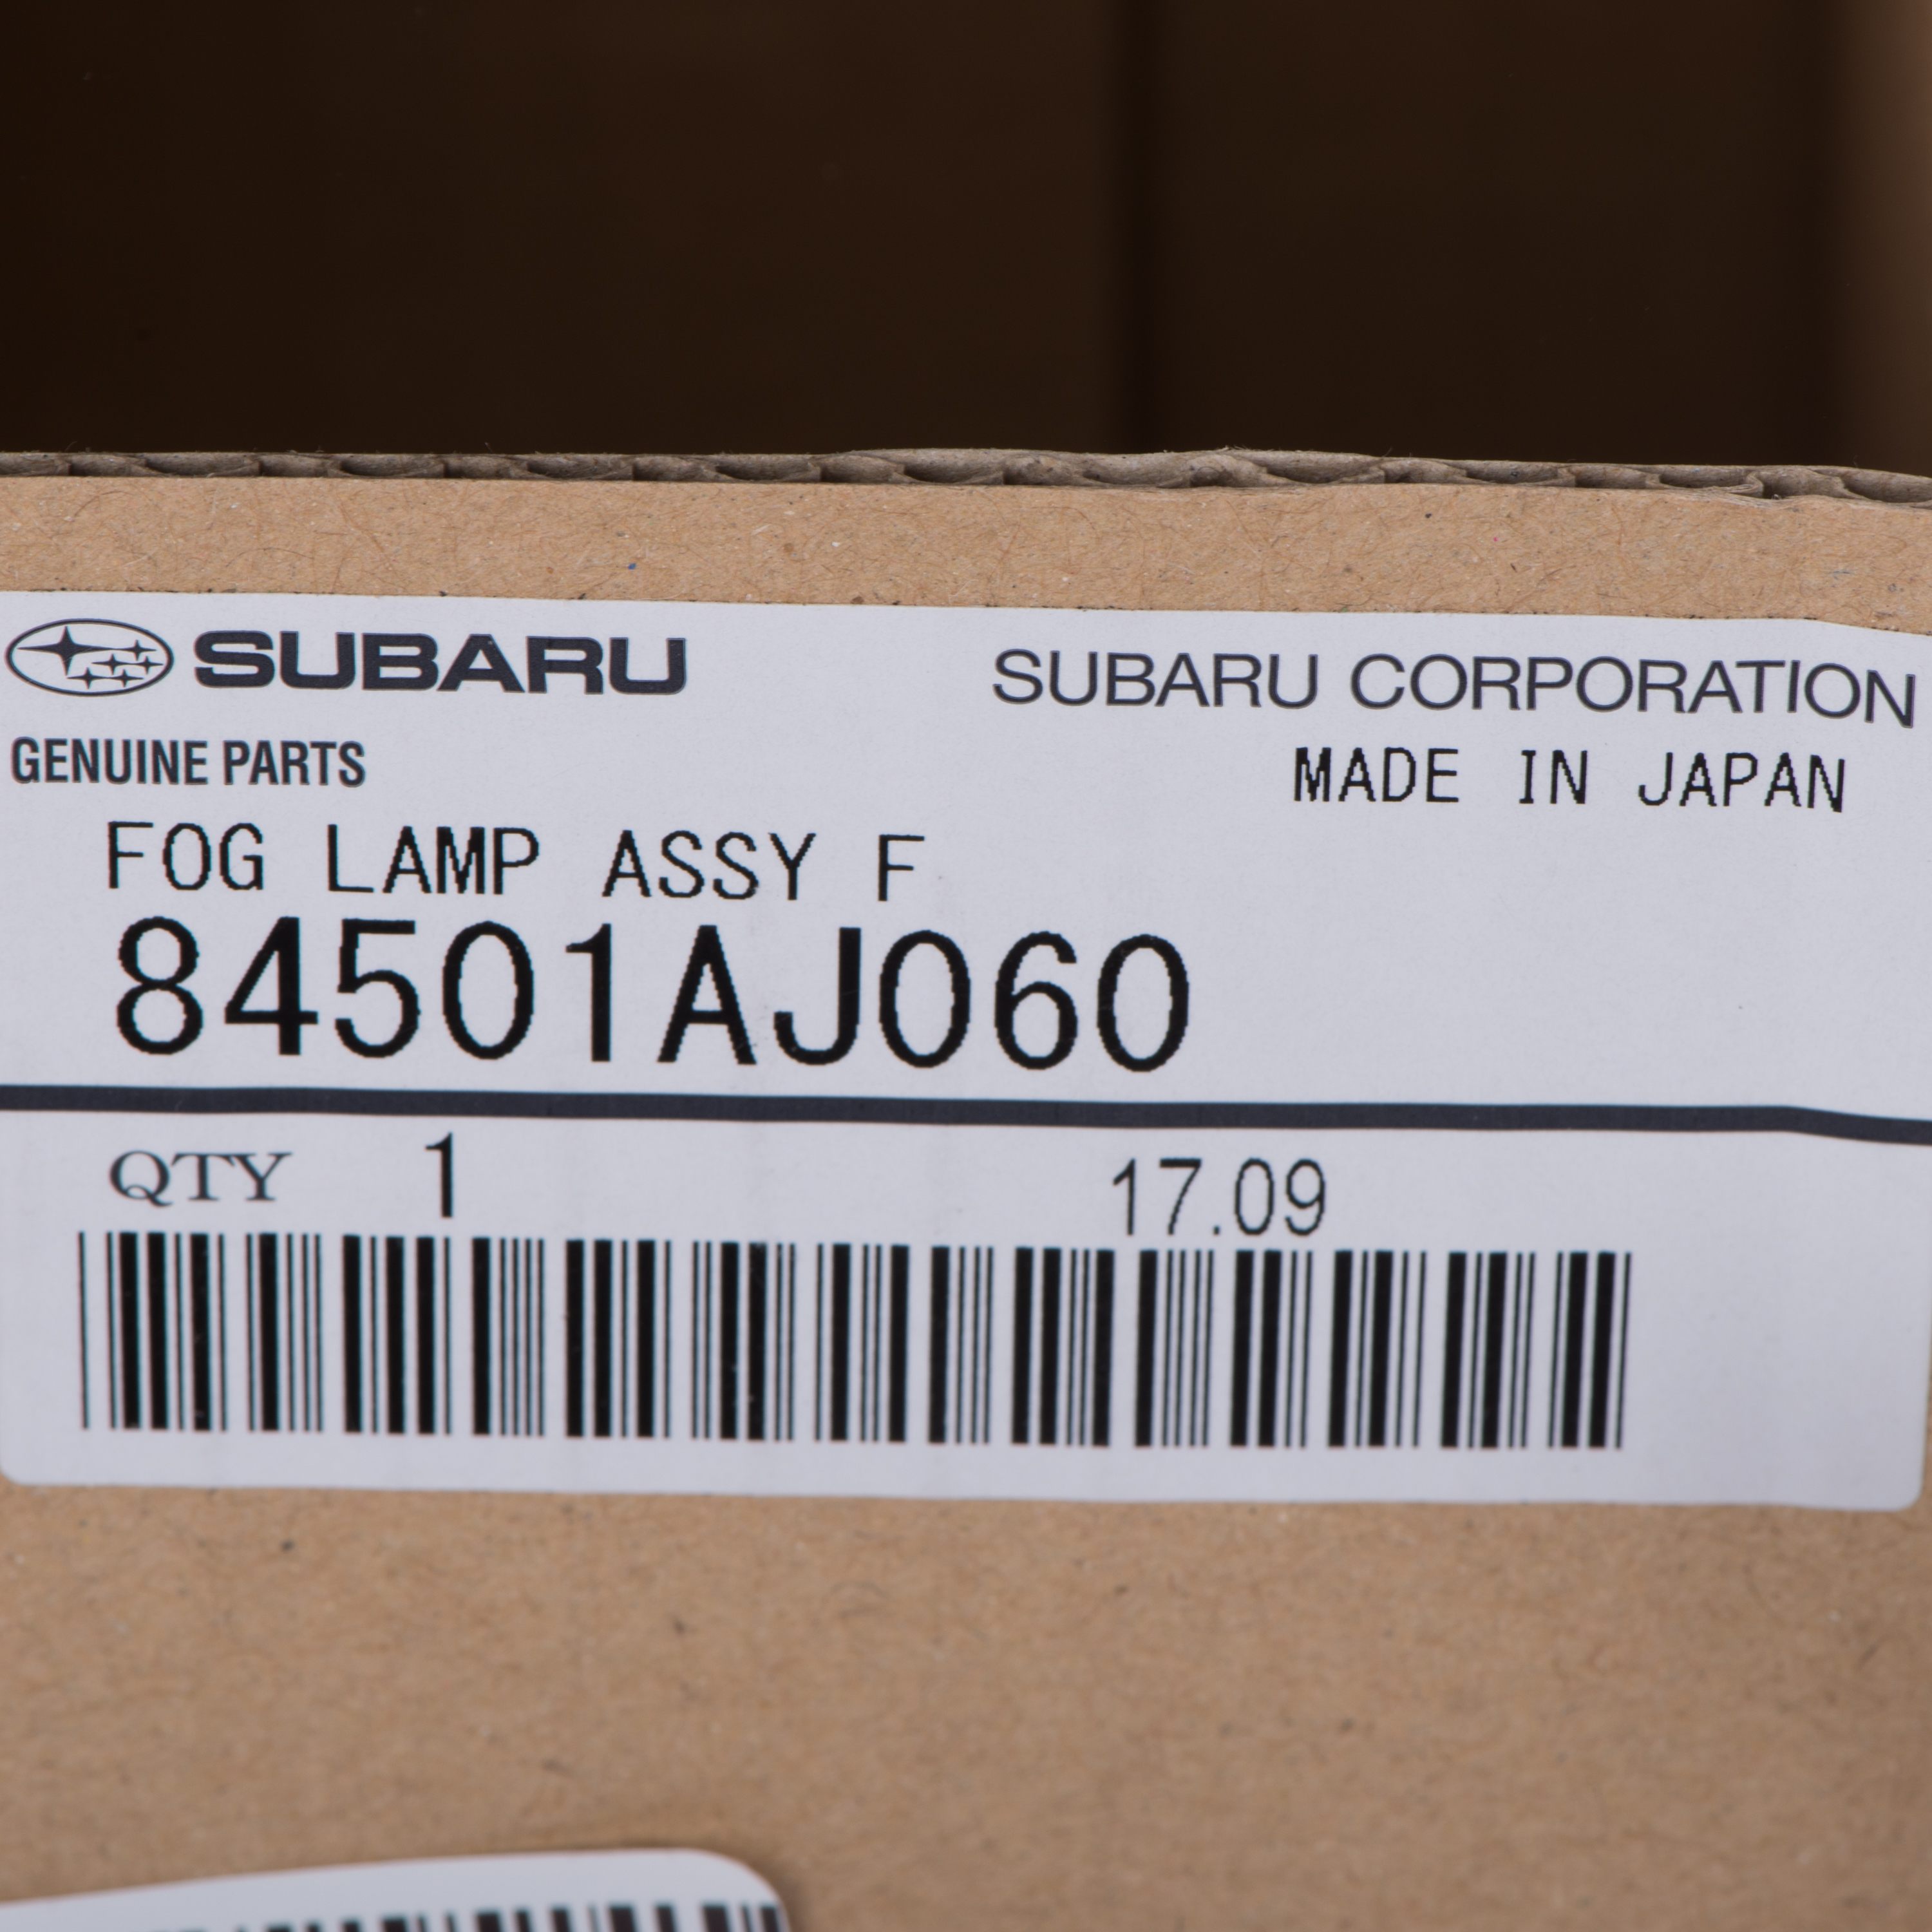 SUBARU
SUBARU CORPORATION
GENUINE PARTS
MADE IN JAPAN
FOG LAMP ASSY F
84501AJ060
QTY 1
17.09